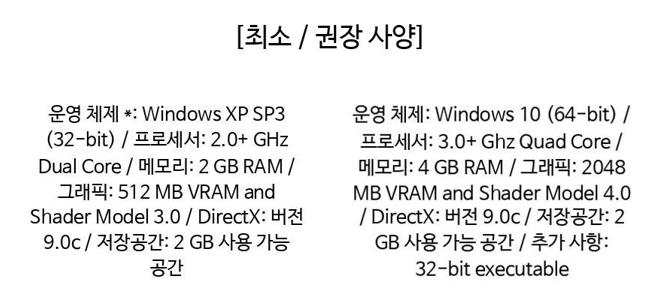 [최소 / 권장 사양]
운영 체제 *: Windows XP SP3
(32-bit) / 프로세서: 2.0+ GHz
Dual Core / 메모리: 2 GB RAM /
그래픽: 512 MB VRAM and
Shader Model 3.0 / DirectX: 버전
9.0c / 저장공간: 2 GB 사용 가능
공간
운영 체제: Windows 10 (64-bit) /
프로세서: 3.0+ Ghz Quad Core /
메모리: 4 GB RAM / 그래픽: 2048
MB VRAM and Shader Model 4.0
/ DirectX: 버전 9.0c / 저장공간: 2
GB 사용 가능 공간 / 추가 사항:
32-bit executable